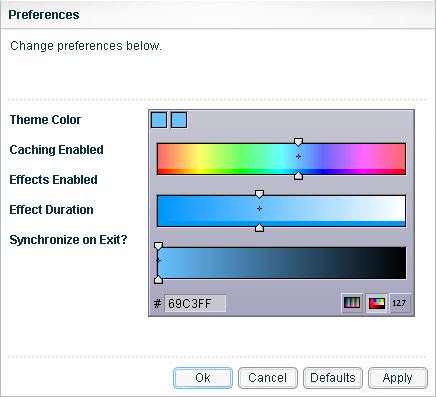 Preferences
Change preferences below.
Theme Color
Caching Enabled
Effects Enabled
Effect Duration
Synchronize on Exit?
# 69C3FF
127
Ok
Cancel
Defaults
Apply